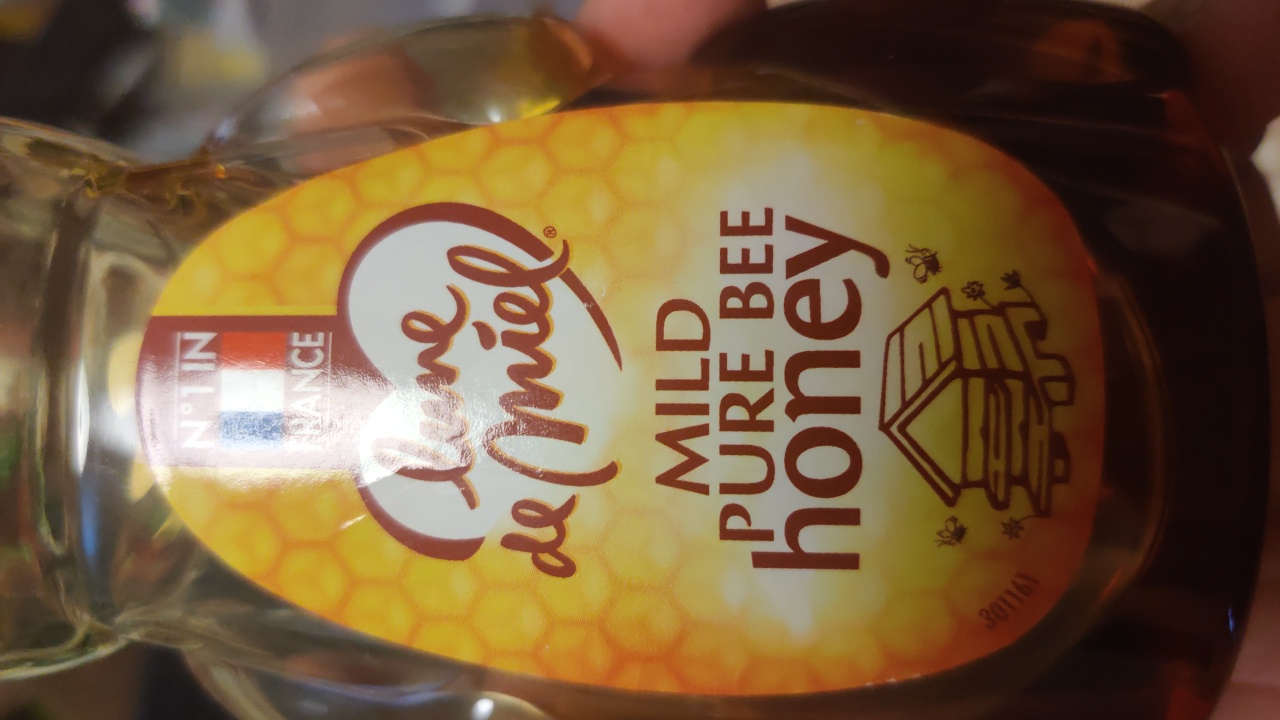 N°1 IN
FRANCE
Lune
de Miel®
MILD
PURE BEE
honey
301161